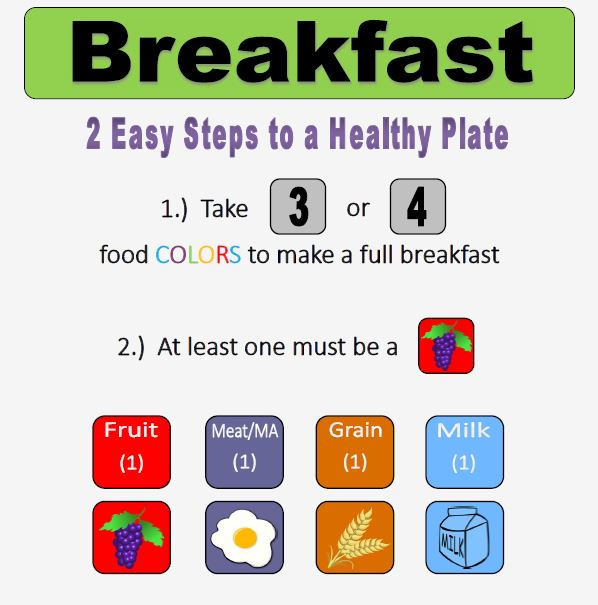 Breakfast
2 Easy Steps to a Healthy Plate
1.) Take 3 or 4
food COLORS to make a full breakfast
2.) At least one must be a
Fruit Meat/MA Grain Milk
(1) (1) (1) (1)
MILK